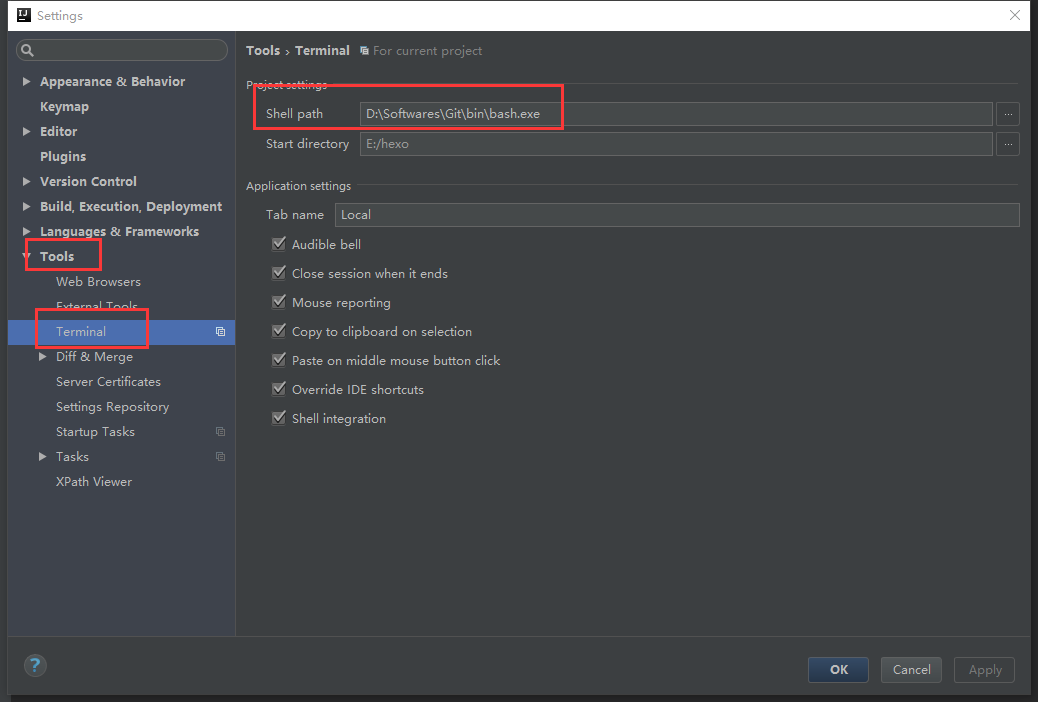 Settings
Tools › Terminal For current project
Appearance & Behavior
Keymap
Editor
Plugins
Version Control
Build, Execution, Deployment
Languages & Frameworks
Tools
Web Browsers
External Tools
Terminal
Diff & Merge
Server Certificates
Settings Repository
Startup Tasks
Tasks
XPath Viewer
Project settings
Shell path D:\Softwares\Git\bin\bash.exe ...
Start directory E:/hexo ...
Application settings
Tab name Local
Audible bell
Close session when it ends
Mouse reporting
Copy to clipboard on selection
Paste on middle mouse button click
Override IDE shortcuts
Shell integration
?
OK Cancel Apply